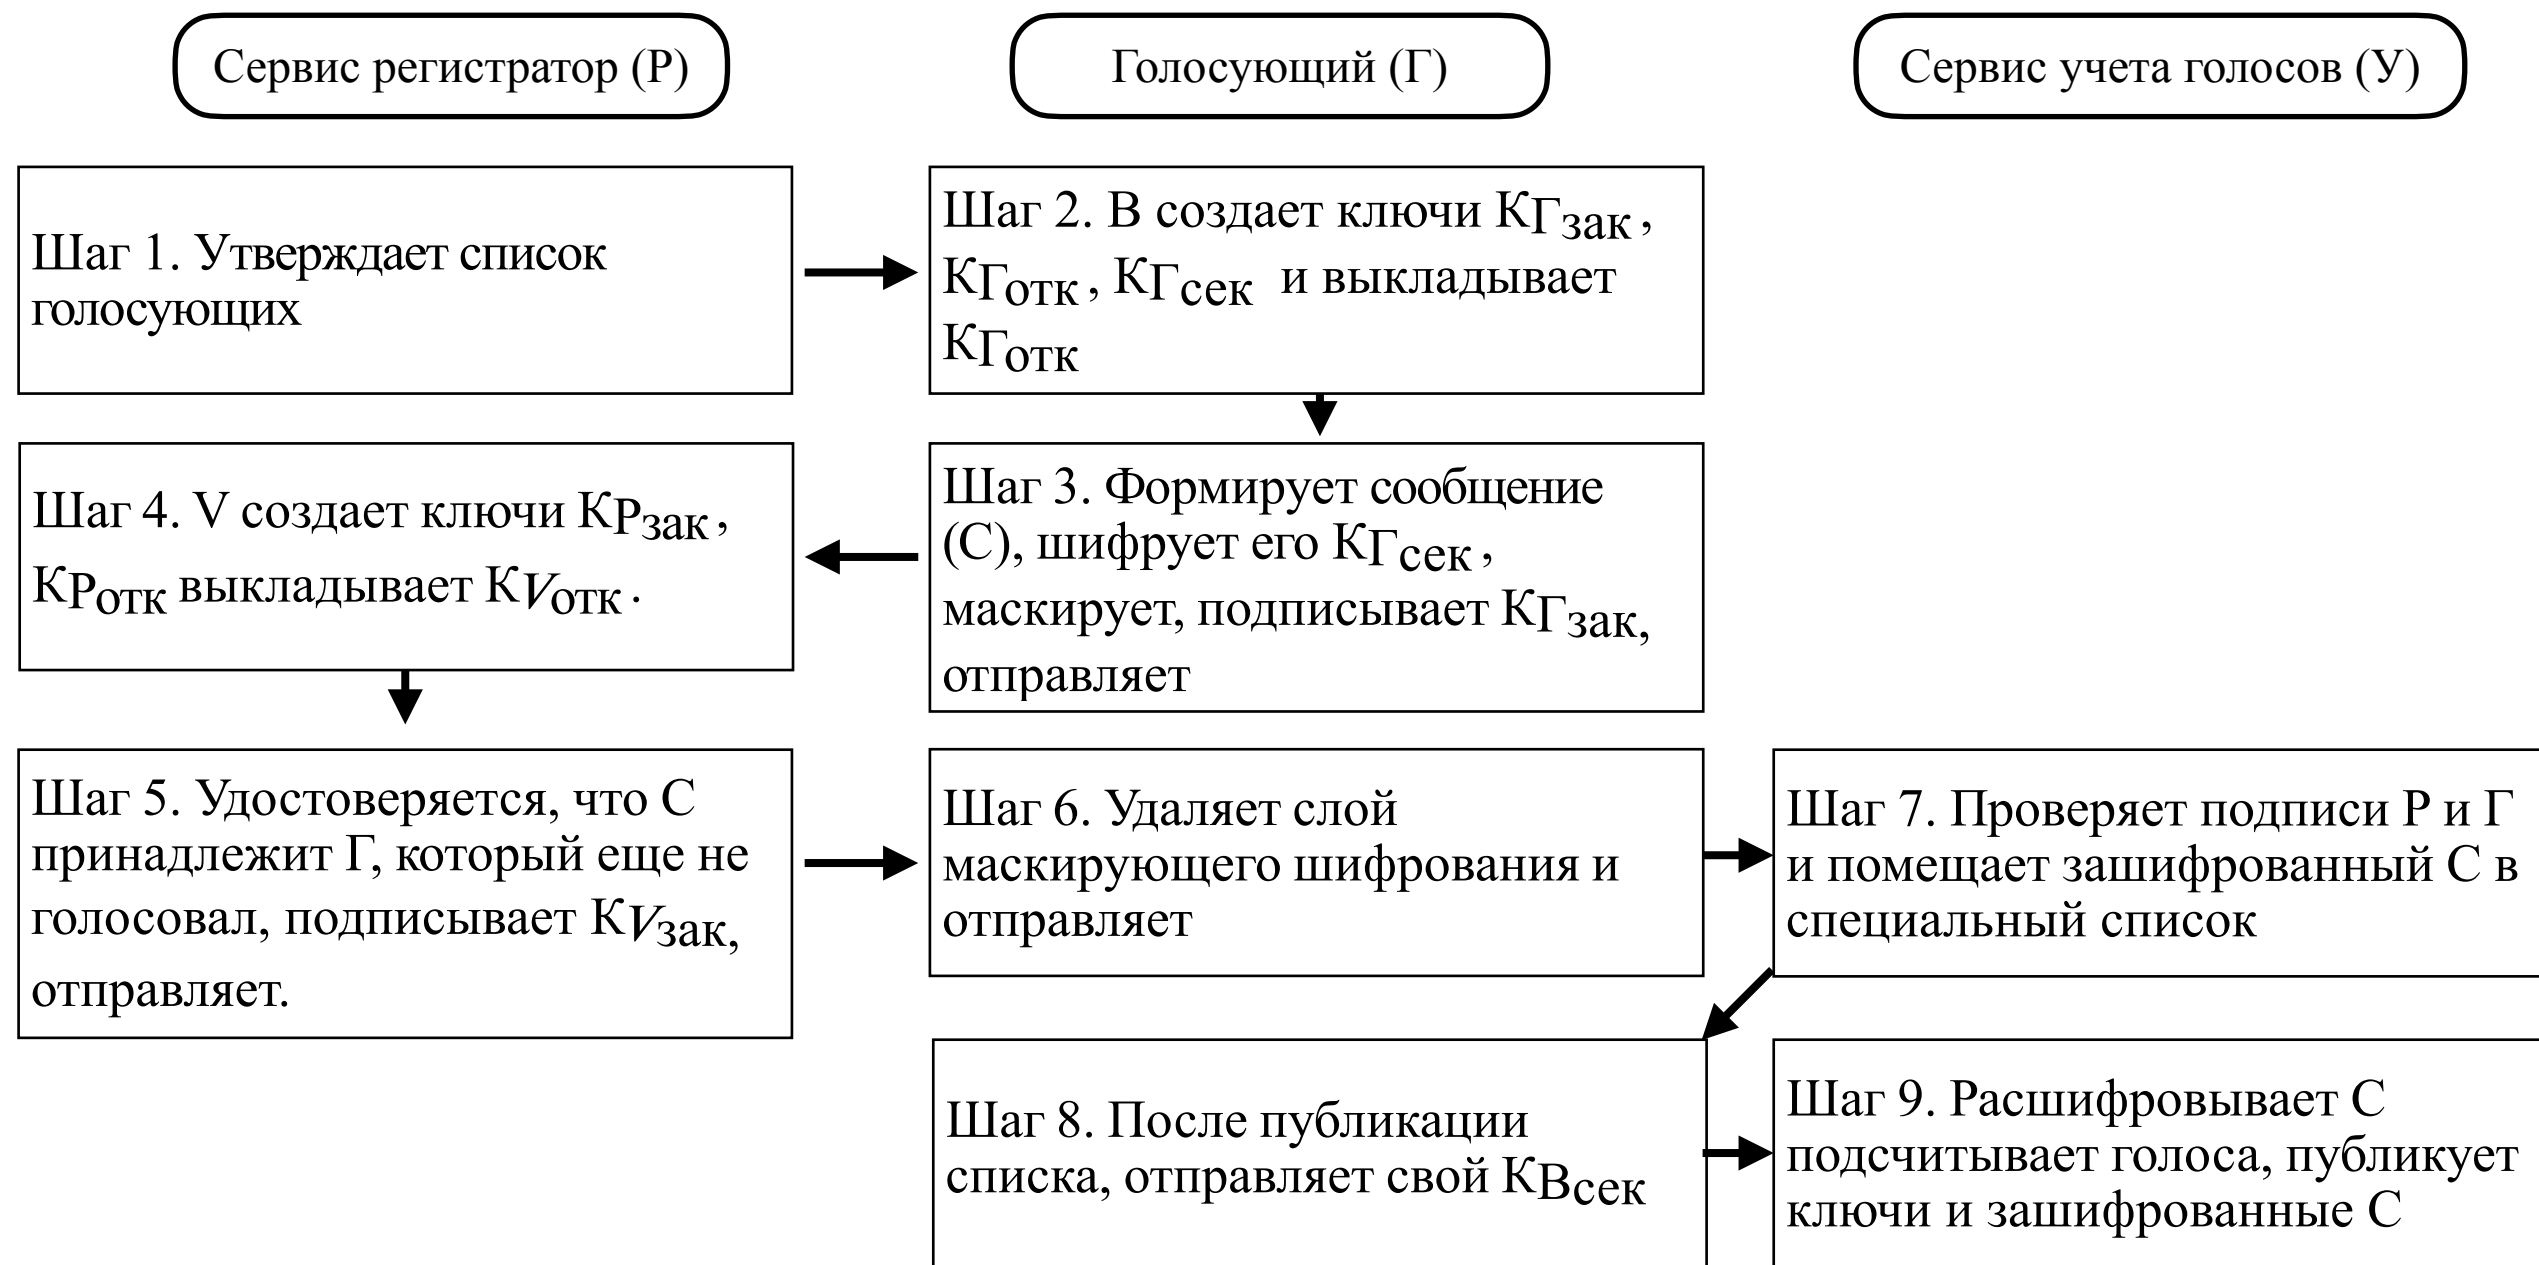 Сервис регистратор (Р)
Голосующий (Г)
Сервис учета голосов (У)
Шаг 1. Утверждает список
голосующих
Шаг 2. В создает ключи КГзак,
КГотк, КГсек и выкладывает
КГотк
Шаг 4. V создает ключи КРзак,
КРотк выкладывает КVотк.
Шаг 3. Формирует сообщение
(С), шифрует его КГсек,
маскирует, подписывает КГзак,
отправляет
Шаг 5. Удостоверяется, что С
принадлежит Г, который еще не
голосовал, подписывает КVзак,
отправляет.
Шаг 6. Удаляет слой
маскирующего шифрования и
отправляет
Шаг 7. Проверяет подписи Р и Г
и помещает зашифрованный С в
специальный список
Шаг 8. После публикации
списка, отправляет свой КВсек
Шаг 9. Расшифровывает С
подсчитывает голоса, публикует
ключи и зашифрованные С